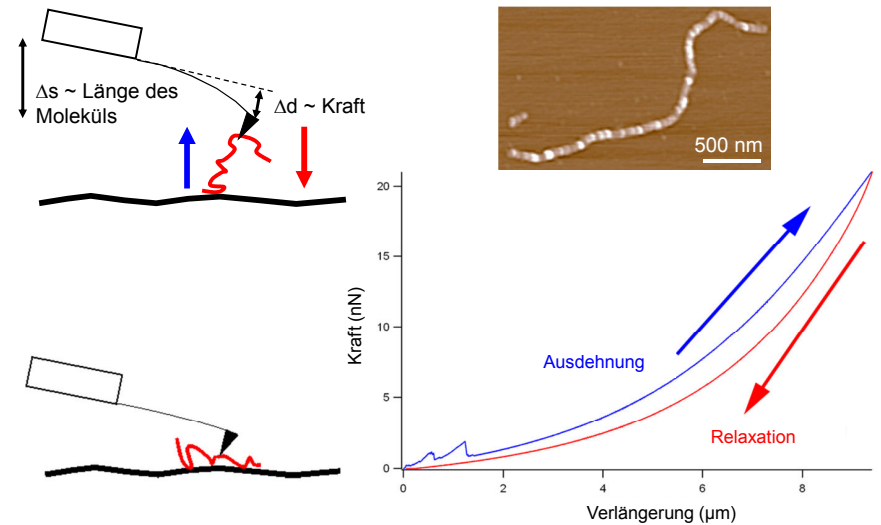 Δs ~ Länge des
Moleküls
Δd ~ Kraft
500 nm
Kraft (nN)
20
15
10
5
0
Ausdehnung
Relaxation
0
2
4
6
8
Verlängerung (μm)